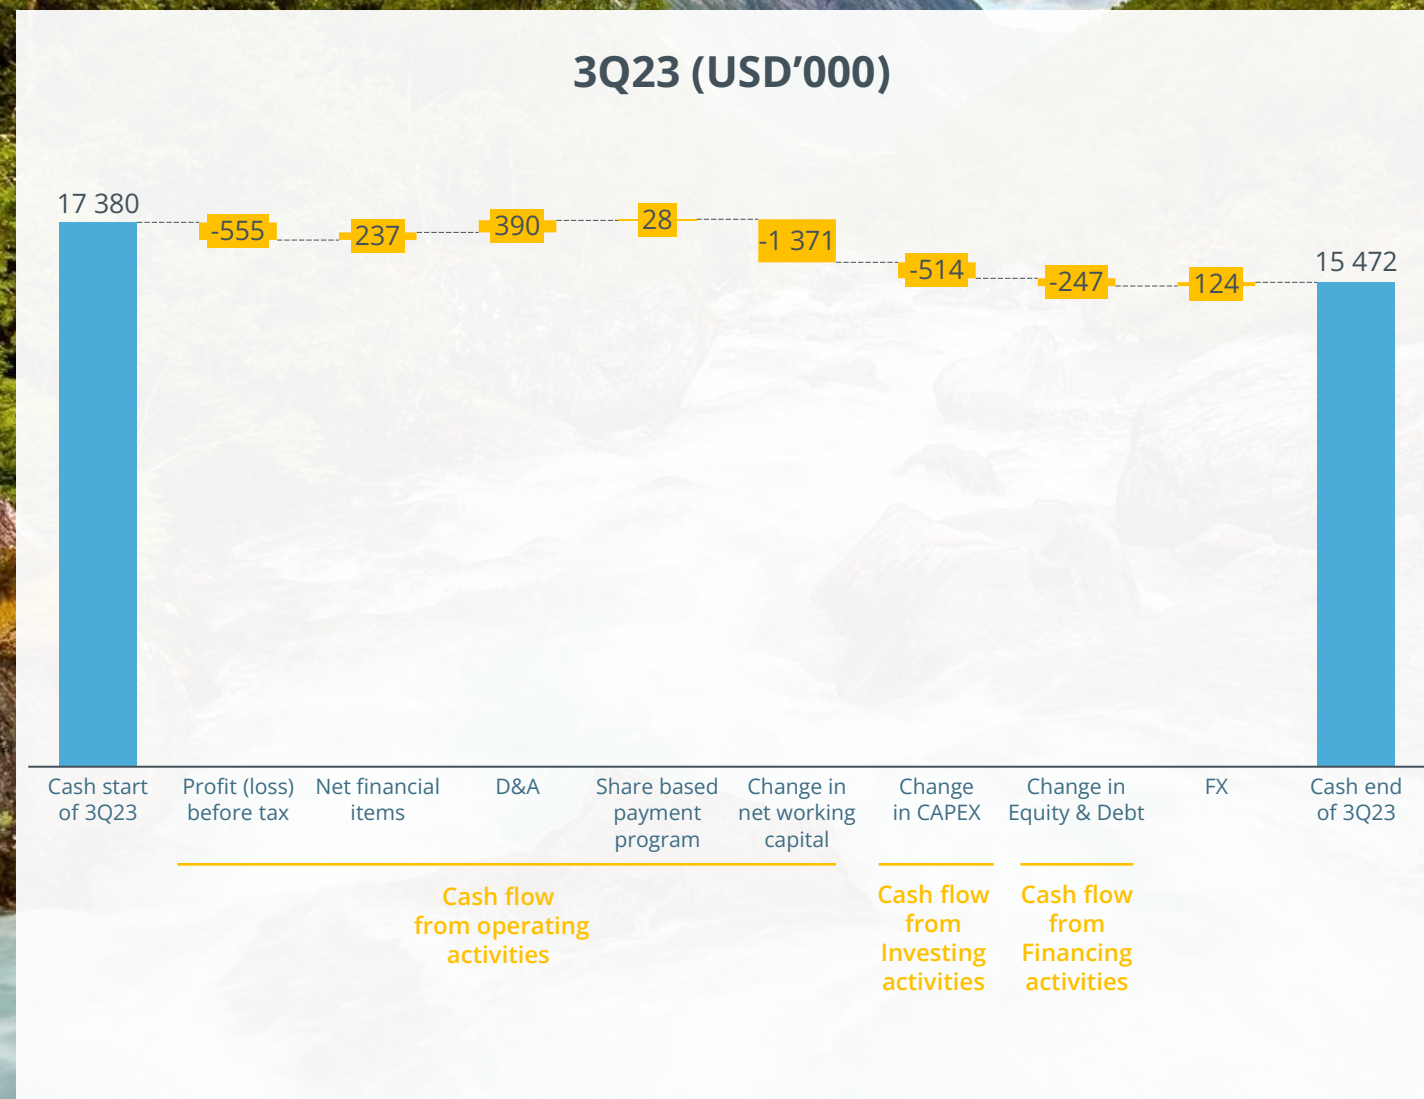 3Q23 (USD’000)
17 380
-555
237
390
28
-1 371
-514
-247
124
15 472
Cash start
of 3Q23
Profit (loss)
before tax
Net financial
items
D&A
Share based
payment
program
Change in
net working
capital
Change
in CAPEX
Change in
Equity & Debt
FX
Cash end
of 3Q23
Cash flow
from operating
activities
Cash flow
from
Investing
activities
Cash flow
from
Financing
activities